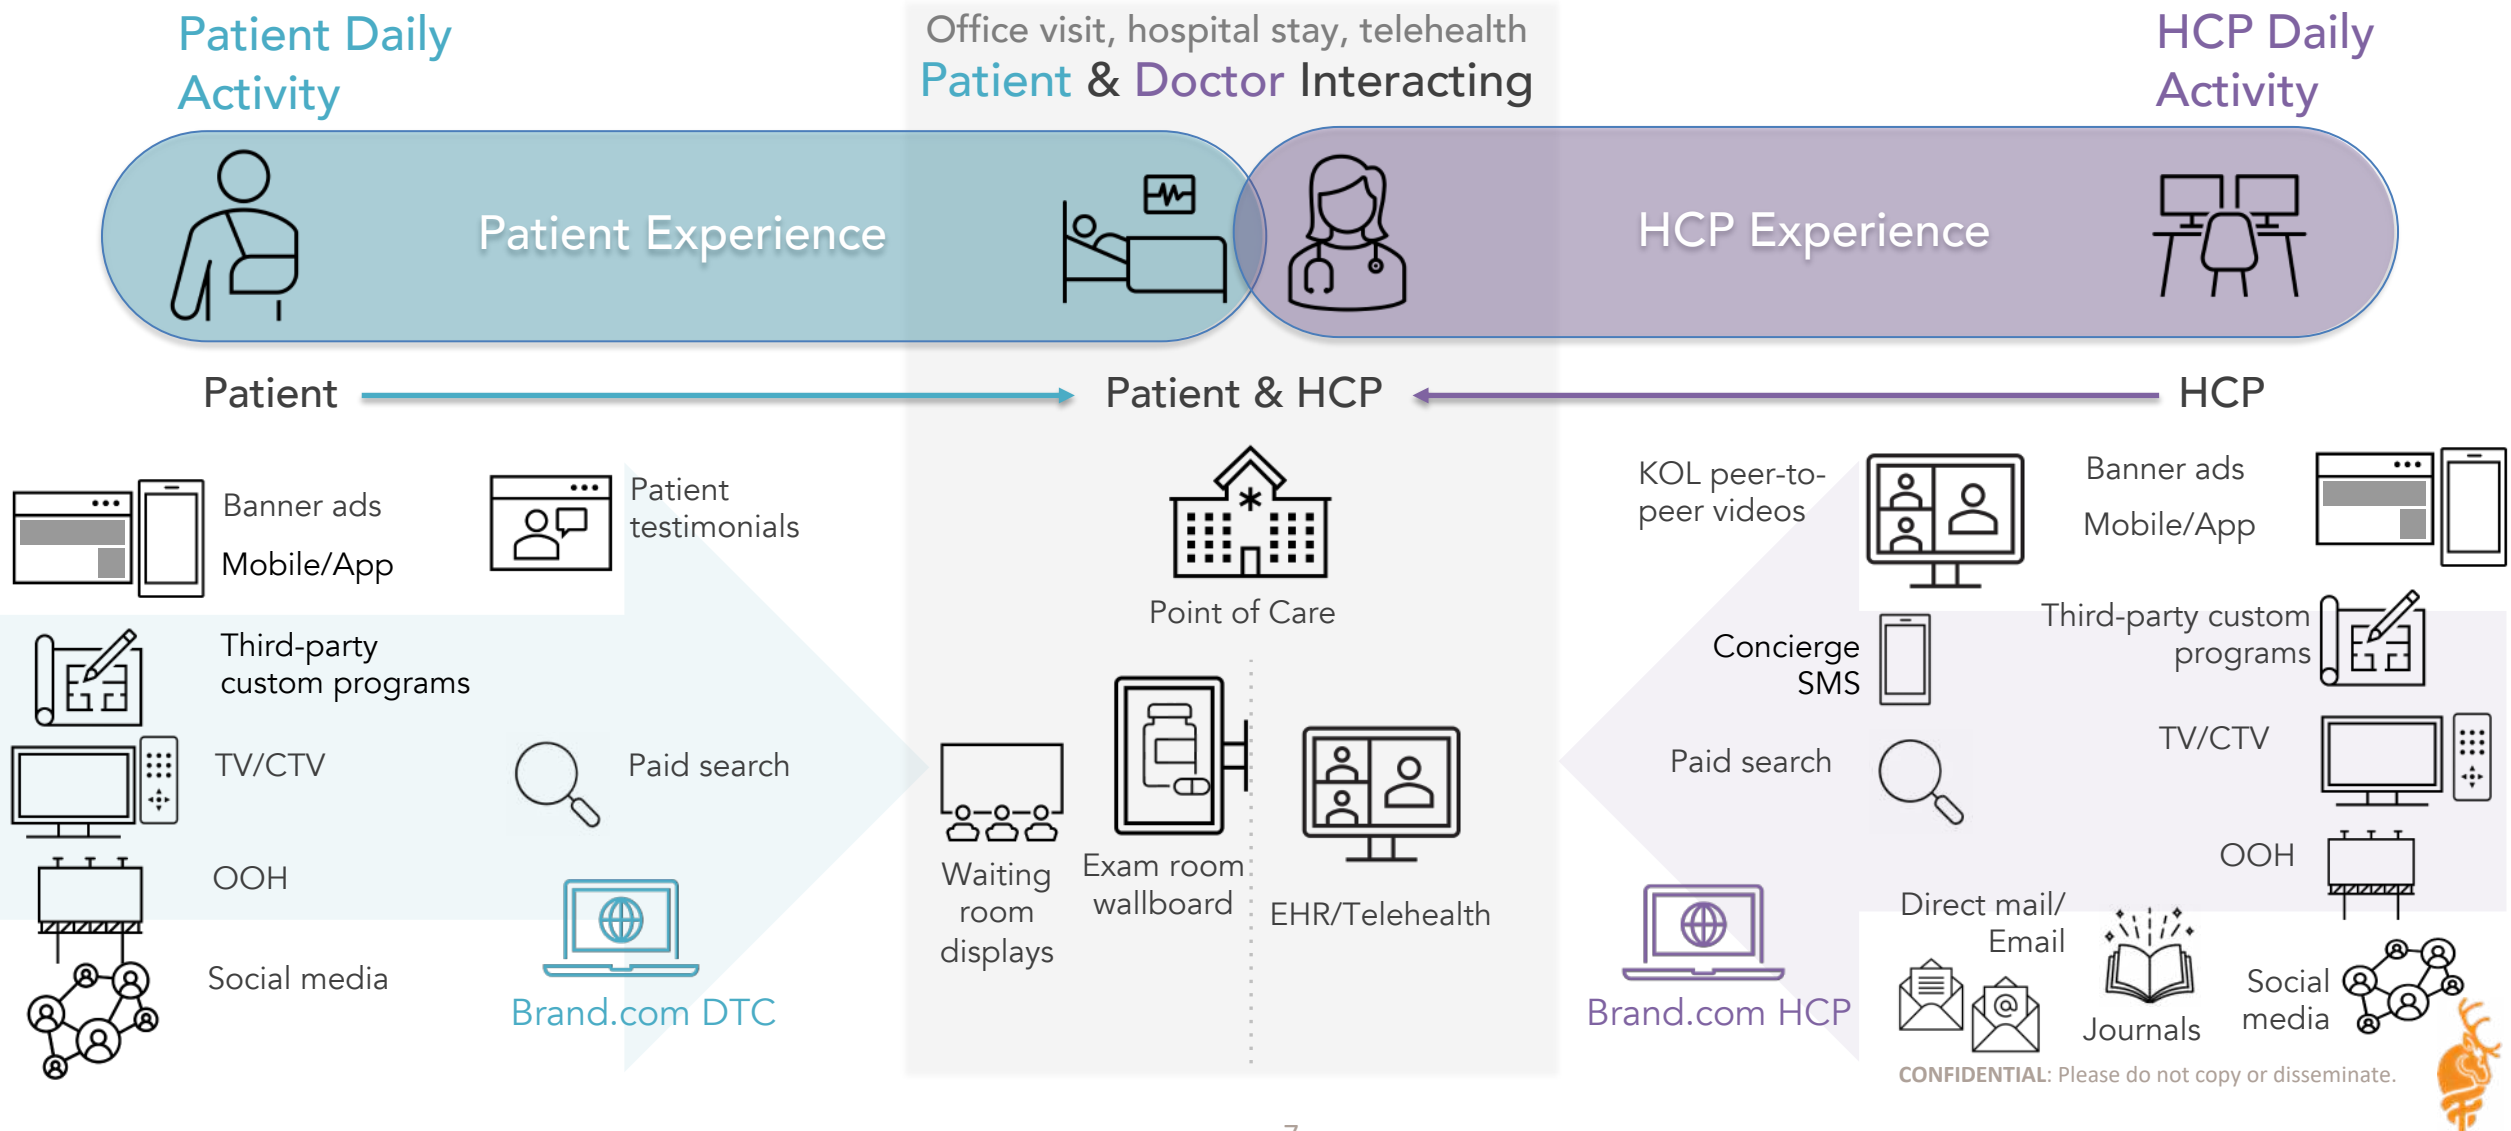 Patient Daily
Activity
Office visit, hospital stay, telehealth
Patient & Doctor Interacting
HCP Daily
Activity
Patient Experience
HCP Experience
Patient
Patient & HCP
HCP
Banner ads
Mobile/App
Third-party
custom programs
TV/CTV
OOH
Social media
Patient
testimonials
Paid search
Brand.com DTC
Point of Care
Waiting
room
displays
Exam room
wallboard
EHR/Telehealth
KOL peer-to-
peer videos
Concierge
SMS
Paid search
Brand.com HCP
Banner ads
Mobile/App
Third-party custom
programs
TV/CTV
OOH
Direct mail/
Email
Journals
Social
media
CONFIDENTIAL: Please do not copy or disseminate.
7